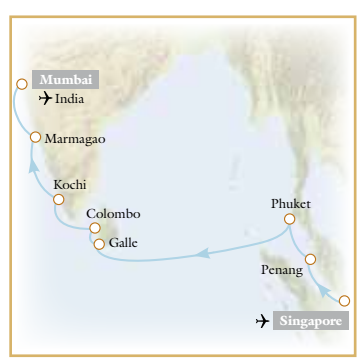 Mumbai
India
Marmagao
Kochi
Colombo
Galle
Phuket
Penang
Singapore